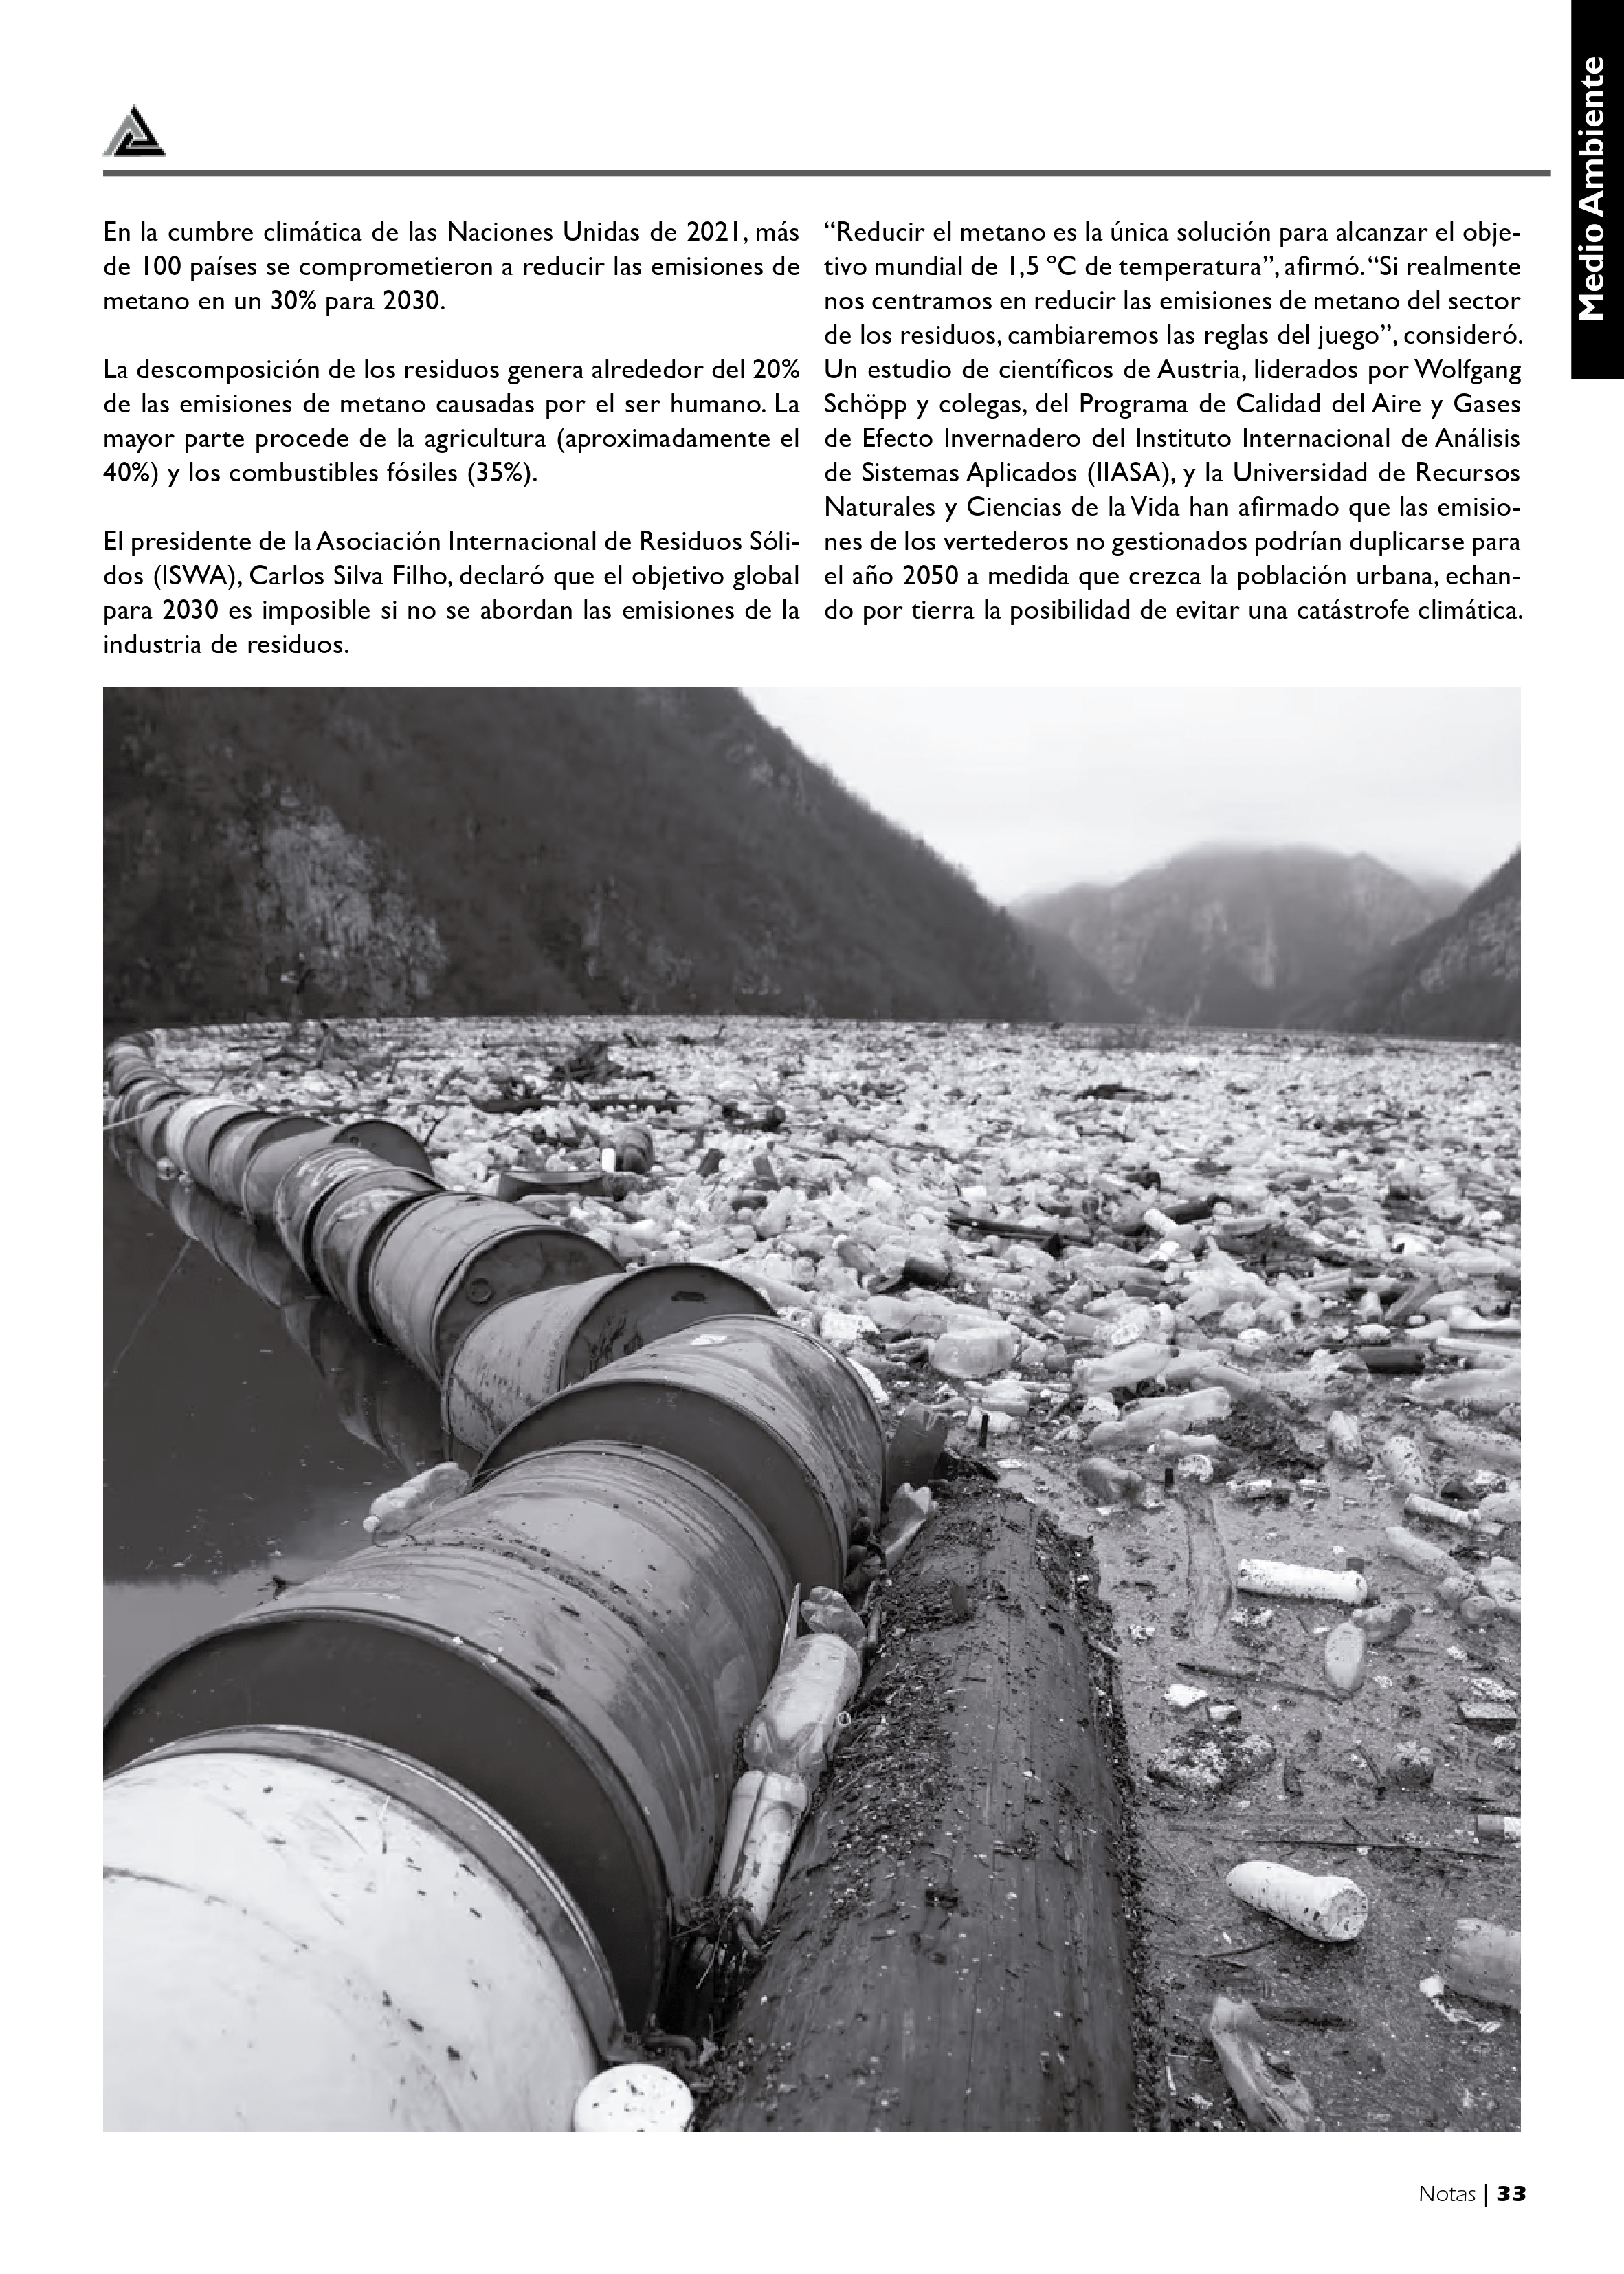 Medio Ambiente
En la cumbre climática de las Naciones Unidas de 2021, más
de 100 países se comprometieron a reducir las emisiones de
metano en un 30% para 2030.
La descomposición de los residuos genera alrededor del 20%
de las emisiones de metano causadas por el ser humano. La
mayor parte procede de la agricultura (aproximadamente el
40%) y los combustibles fósiles (35%).
El presidente de la Asociación Internacional de Residuos Sóli-
dos (ISWA), Carlos Silva Filho, declaró que el objetivo global
para 2030 es imposible si no se abordan las emisiones de la
industria de residuos.
“Reducir el metano es la única solución para alcanzar el obje-
tivo mundial de 1,5 ºC de temperatura”, afirmó. “Si realmente
nos centramos en reducir las emisiones de metano del sector
de los residuos, cambiaremos las reglas del juego”, consideró.
Un estudio de científicos de Austria, liderados por Wolfgang
Schöpp y colegas, del Programa de Calidad del Aire y Gases
de Efecto Invernadero del Instituto Internacional de Análisis
de Sistemas Aplicados (IIASA), y la Universidad de Recursos
Naturales y Ciencias de la Vida han afirmado que las emisio-
nes de los vertederos no gestionados podrían duplicarse para
el año 2050 a medida que crezca la población urbana, echan-
do por tierra la posibilidad de evitar una catástrofe climática.
Notas | 33